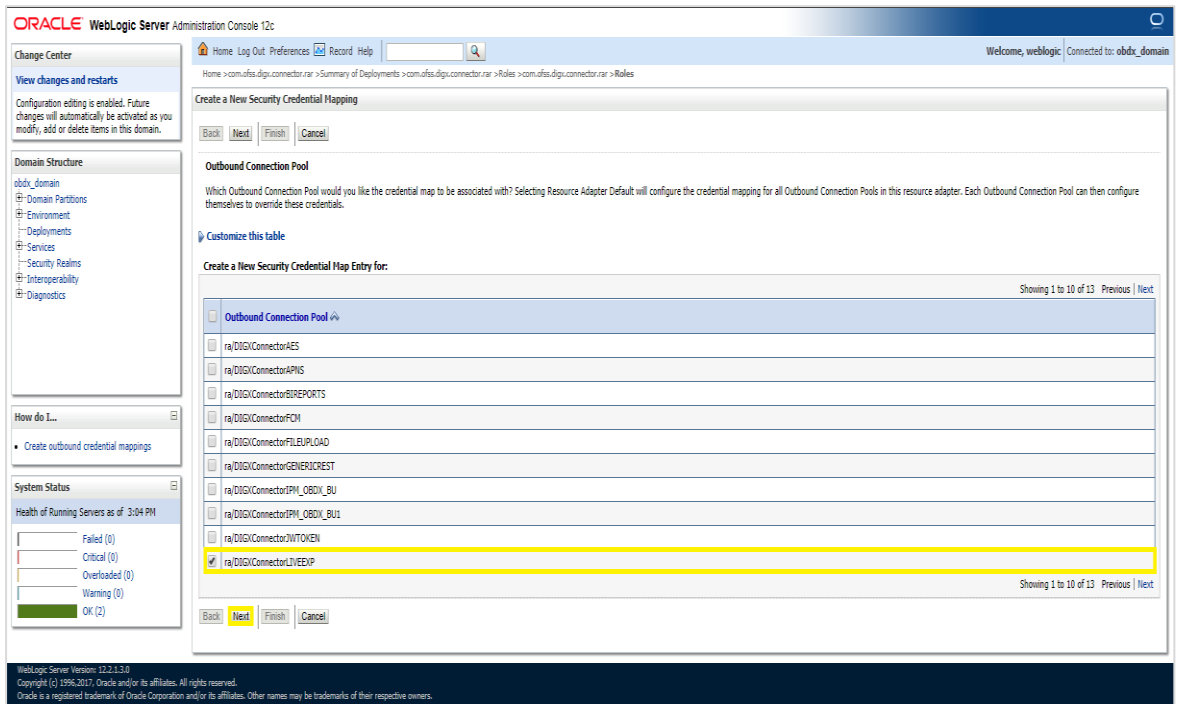 ORACLE WebLogic Server Administration Console 12c
Change Center
View changes and restarts
Configuration editing is enabled. Future
changes will automatically be activated as you
modify, add or delete items in this domain.
Domain Structure
obdx_domain
Domain Partitions
Environment
Deployments
Services
Security Realms
Interoperability
Diagnostics
How do I...
Create outbound credential mappings
System Status
Health of Running Servers as of 3:04 PM
Failed (0)
Critical (0)
Overloaded (0)
Warning (0)
OK (2)
Home Log Out Preferences Record Help
Welcome, weblogic Connected to: obdx_domain
Home >com.ofss.digx.connector.rar >Summary of Deployments >com.ofss.digx.connector.rar >Roles >com.ofss.digx.connector.rar >Roles
Create a New Security Credential Mapping
Back Next Finish Cancel
Outbound Connection Pool
Which Outbound Connection Pool would you like the credential map to be associated with? Selecting Resource Adapter Default will configure the credential mapping for all Outbound Connection Pools in this resource adapter. Each Outbound Connection Pool can then configure
themselves to override these credentials.
Customize this table
Create a New Security Credential Map Entry for:
Showing 1 to 10 of 13 Previous | Next
Outbound Connection Pool
ra/DIGXConnectorAES
ra/DIGXConnectorAPNS
ra/DIGXConnectorBIREPORTS
ra/DIGXConnectorFCM
ra/DIGXConnectorFILEUPLOAD
ra/DIGXConnectorGENERICREST
ra/DIGXConnectorIPM_OBDX_BU
ra/DIGXConnectorIPM_OBDX_BU1
ra/DIGXConnectorJWTOKEN
ra/DIGXConnectorLIVEEXP
Showing 1 to 10 of 13 Previous | Next
Back Next Finish Cancel
WebLogic Server Version: 12.2.1.3.0
Copyright (c) 1996,2017, Oracle and/or its affiliates. All rights reserved.
Oracle is a registered trademark of Oracle Corporation and/or its affiliates. Other names may be trademarks of their respective owners.